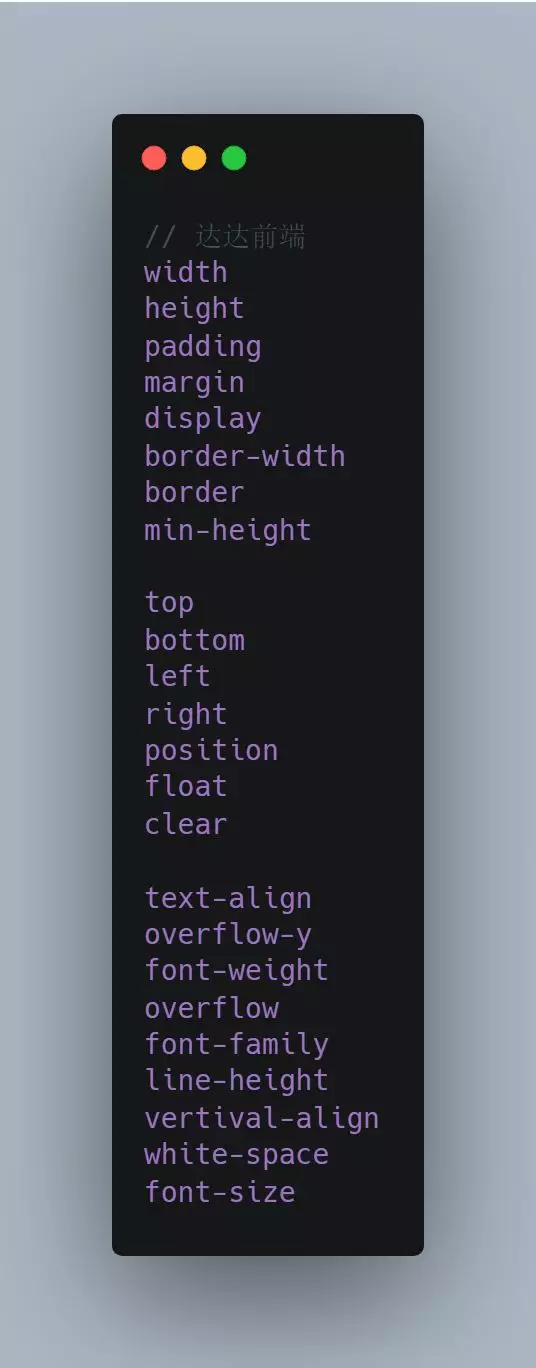 // 达达前端
width
height
padding
margin
display
border-width
border
min-height
top
bottom
left
right
position
float
clear
text-align
overflow-y
font-weight
overflow
font-family
line-height
vertival-align
white-space
font-size